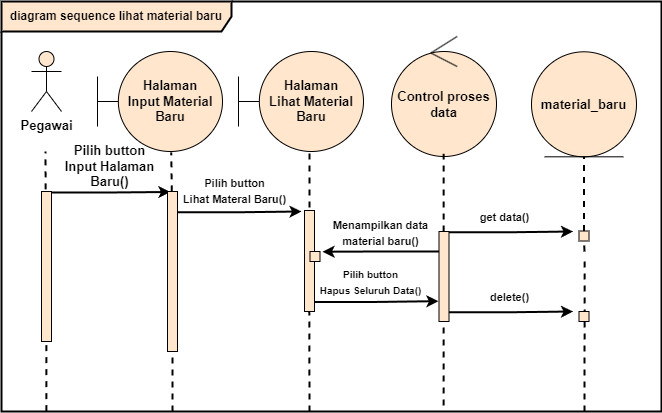 diagram sequence lihat material baru
Pegawai
Halaman
Input Material
Baru
Halaman
Lihat Material
Baru
Control proses
data
material_baru
Pilih button
Input Halaman
Baru()
Pilih button
Lihat Materal Baru()
get data()
Menampilkan data
material baru()
Pilih button
Hapus Seluruh Data()
delete()